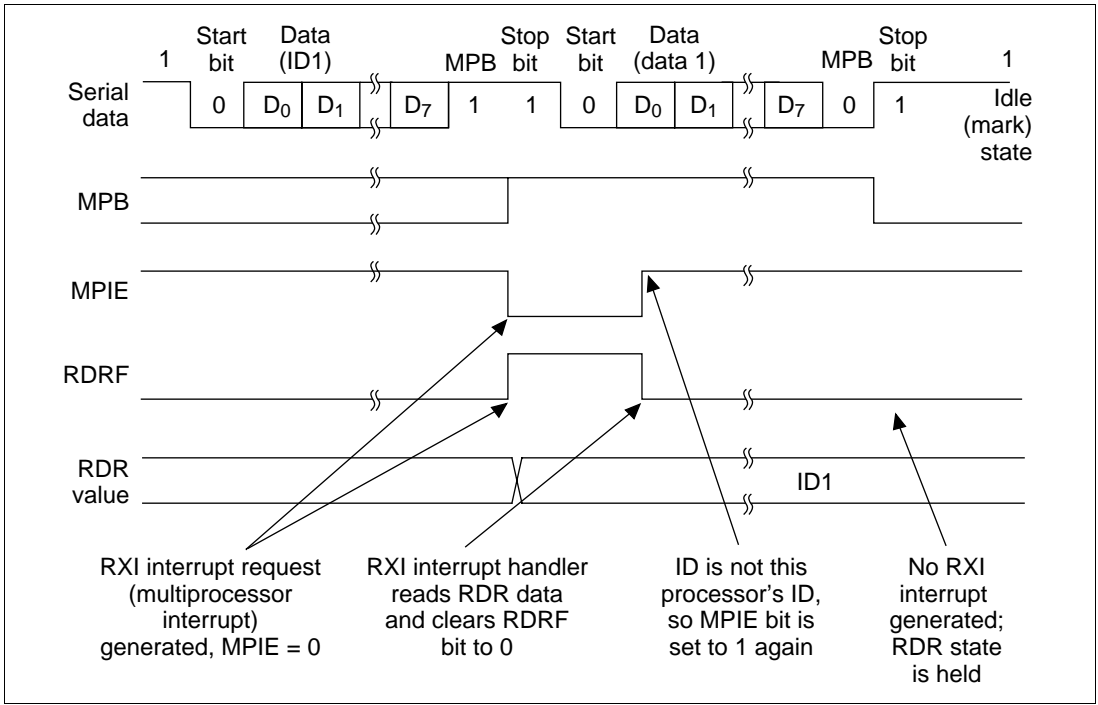 Start Data Stop Start Data Stop
1 bit (ID1) MPB bit bit (data 1) MPB bit 1
Serial data 0 D0 D1 D7 1 1 0 D0 D1 D7 0 1 Idle (mark) state
MPB
MPIE
RDRF
RDR
value
ID1
RXI interrupt request
(multiprocessor
interrupt)
generated, MPIE = 0
RXI interrupt handler
reads RDR data
and clears RDRF
bit to 0
ID is not this
processor's ID,
so MPIE bit is
set to 1 again
No RXI
interrupt
generated;
RDR state
is held